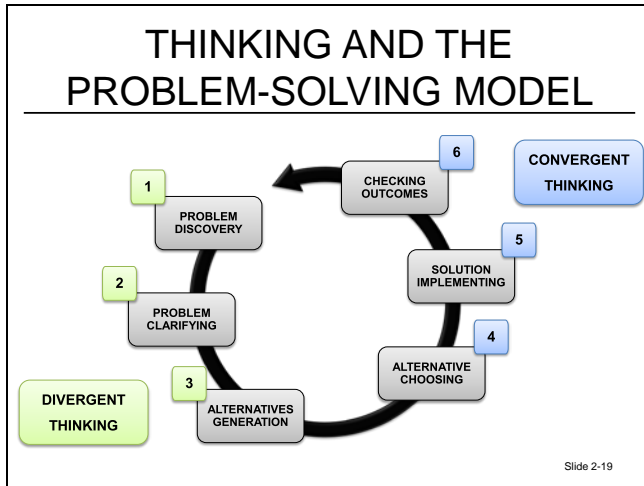 THINKING AND THE
PROBLEM-SOLVING MODEL
6
CONVERGENT
THINKING
CHECKING
OUTCOMES
1
PROBLEM
DISCOVERY
5
SOLUTION
IMPLEMENTING
2
PROBLEM
CLARIFYING
4
ALTERNATIVE
CHOOSING
3
ALTERNATIVES
GENERATION
DIVERGENT
THINKING
Slide 2-19